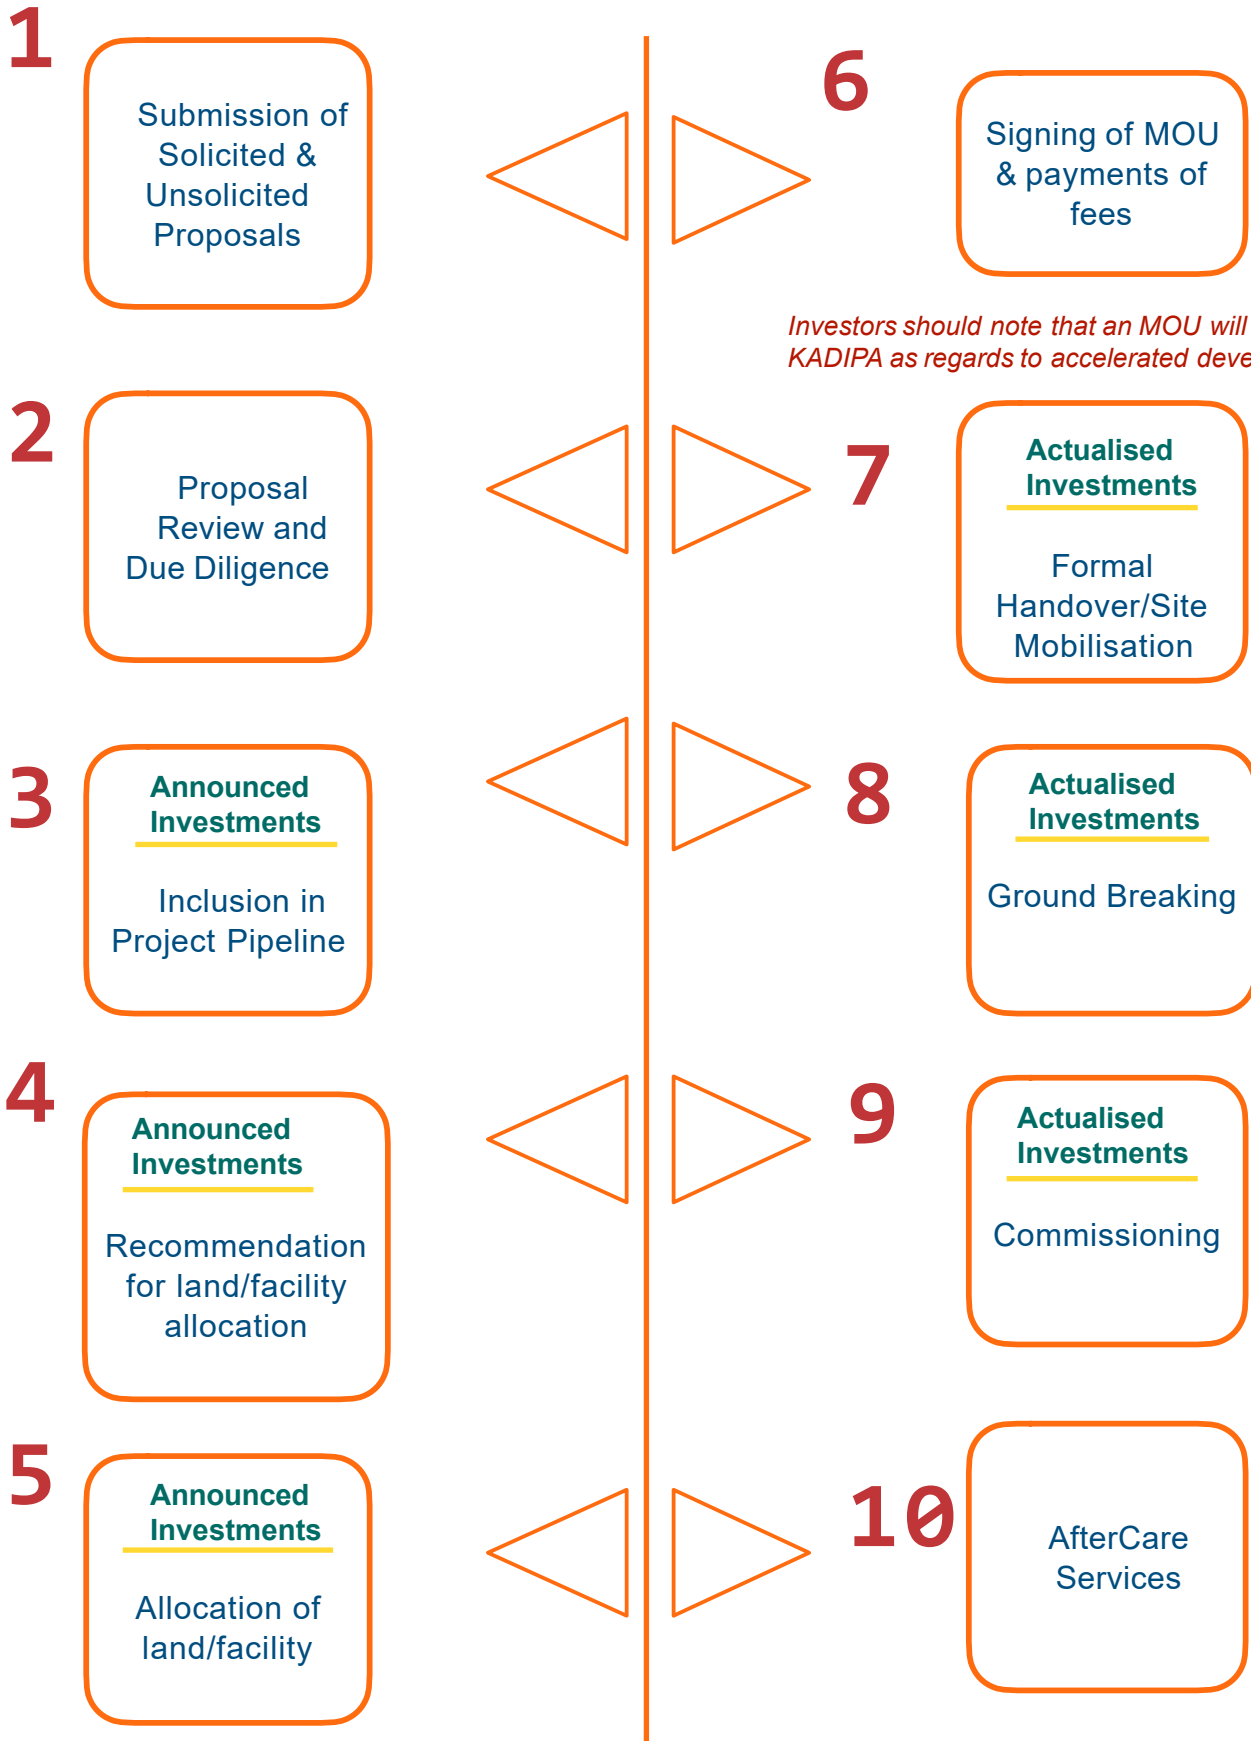 1
Submission of
Solicited &
Unsolicited
Proposals
2
Proposal
Review and
Due Diligence
3
Announced
Investments
Inclusion in
Project Pipeline
4
Announced
Investments
Recommendation
for land/facility
allocation
5
Announced
Investments
Allocation of
land/facility
6
Signing of MOU
& payments of
fees
Investors should note that an MOU will
KADIPA as regards to accelerated deve
7
Actualised
Investments
Formal
Handover/Site
Mobilisation
8
Actualised
Investments
Ground Breaking
9
Actualised
Investments
Commissioning
10
AfterCare
Services